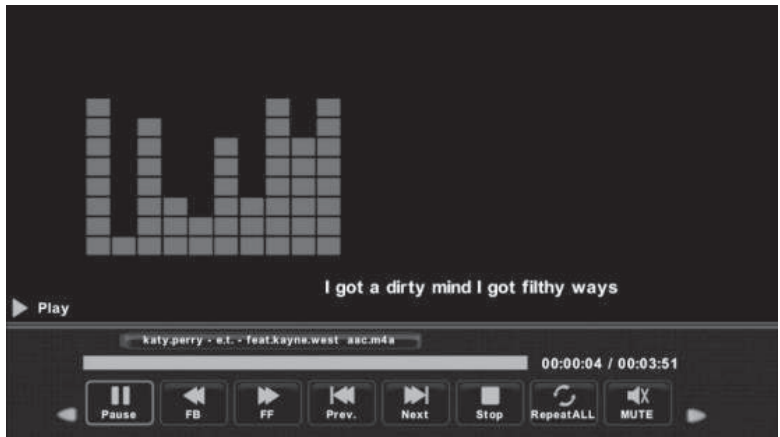 I got a dirty mind I got filthy ways
Play
katy.perry - e.t. - feat.kayne.west aac.m4a
00:00:04 / 00:03:51
Pause FB FF Prev. Next Stop RepeatALL MUTE